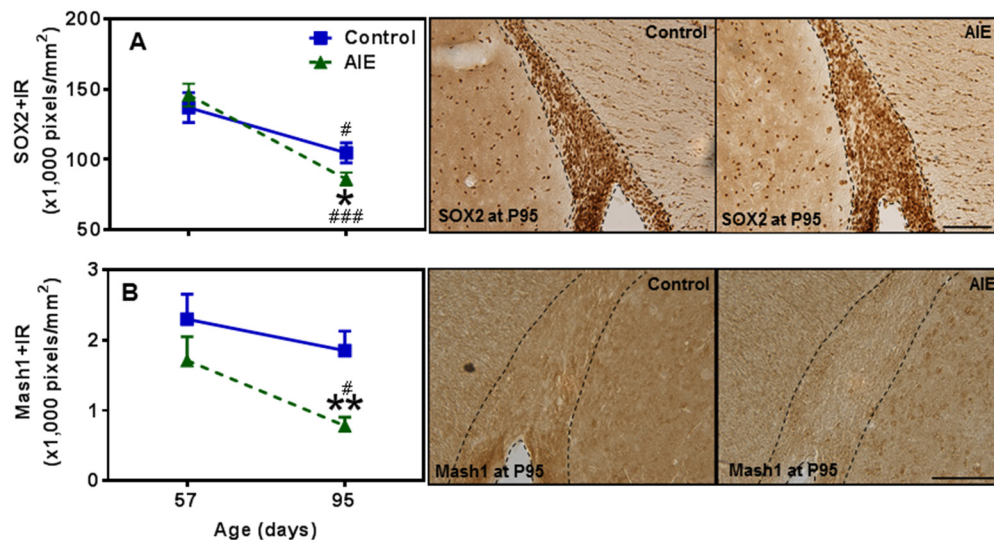 200
150
100
50
SOX2+IR
(x1,000 pixels/mm²)
A
Control
AIE
#
*
###
Control
SOX2 at P95
AIE
SOX2 at P95
3
2
1
0
Mash1+IR
(x1,000 pixels/mm²)
B
#
**
57
95
Age (days)
Control
Mash1 at P95
AIE
Mash1 at P95